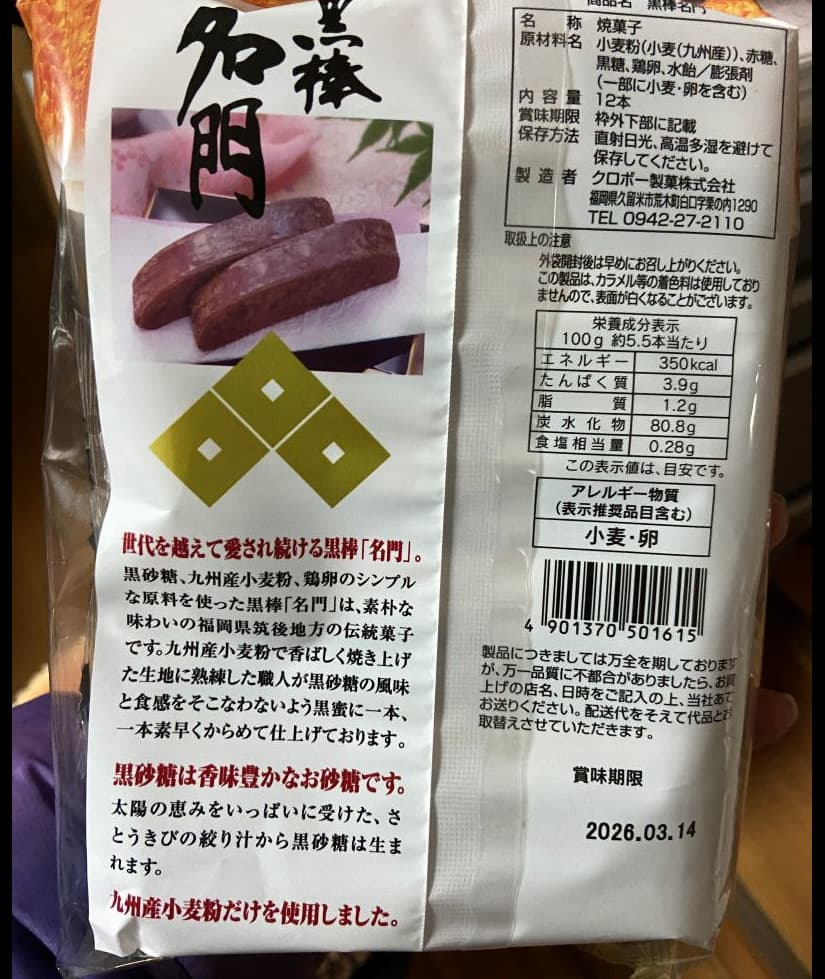 黒棒
名門
世代を越えて愛され続ける黒棒「名門」。
黒砂糖、九州産小麦粉、鶏卵のシンプル
な原料を使った黒棒「名門」は、素朴な
味わいの福岡県筑後地方の伝統菓子
です。九州産小麦粉で香ばしく焼き上げ
た生地に熟練した職人が黒砂糖の風味
と食感をそこなわないよう黒蜜に一本、
一本素早くからめて仕上げております。
黒砂糖は香味豊かなお砂糖です。
太陽の恵みをいっぱいに受けた、さ
とうきびの絞り汁から黒砂糖は生ま
れます。
九州産小麦粉だけを使用しました。
商品名 黒棒名門
名称 焼菓子
原材料名 小麦粉(小麦(九州産))、赤糖、
黒糖、鶏卵、水飴／膨張剤
(一部に小麦・卵を含む)
内容量 12本
賞味期限 枠外下部に記載
保存方法 直射日光、高温多湿を避けて
保存してください。
製造者 クロボー製菓株式会社
福岡県久留米市荒木町白口字栗の内1290
TEL 0942-27-2110
取扱上の注意
外袋開封後は早めにお召し上がりください。
この製品は、カラメル等の着色料は使用しており
ませんので、表面が白くなることがございます。
栄養成分表示
100g 約5.5本当たり
エネルギー 350kcal
たんぱく質 3.9g
脂質 1.2g
炭水化物 80.8g
食塩相当量 0.28g
この表示値は、目安です。
アレルギー物質
(表示推奨品目含む)
小麦・卵
4 901370 501615
製品につきましては万全を期しております
が、万一品質に不都合がありましたら、お買
上げの店名、日時をご記入の上、当社あて
お送りください。配送代をそえて代品とお
取替えさせていただきます。
賞味期限
2026.03.14